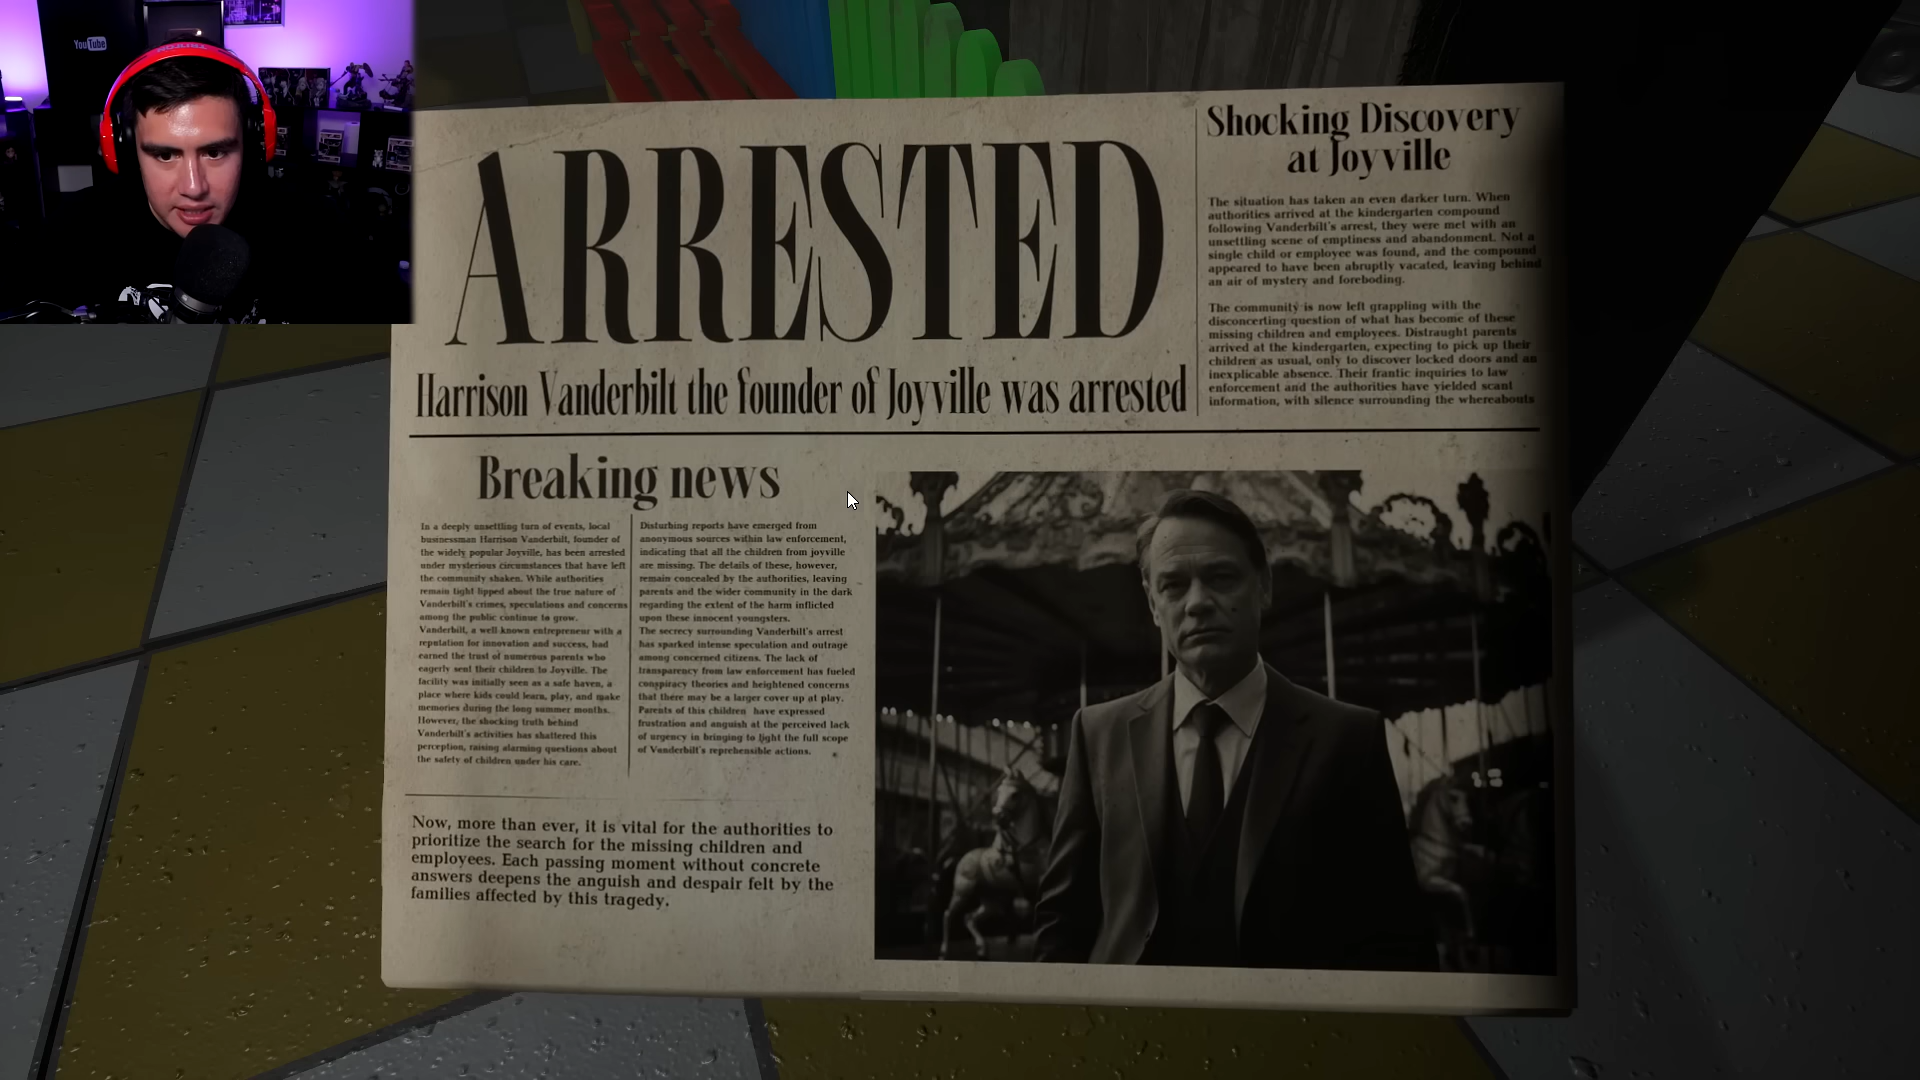 YouTube
ARRESTED
Harrison Vanderbilt the founder of Joyville was arrested
Shocking Discovery
at Joyville
The situation has taken an even darker turn. When
authorities arrived at the kindergarten compound
following Vanderbilt's arrest, they were met with an
unsettling scene of emptiness and abandonment. Not a
single child or employee was found, and the compound
appeared to have been abruptly vacated, leaving behind
an air of mystery and foreboding.
The community is now left grappling with the
disconcerting question of what has become of these
missing children and employees. Distraught parents
arrived at the kindergarten, expecting to pick up their
children as usual, only to discover locked doors and an
inexplicable absence. Their frantic inquiries to law
enforcement and the authorities have yielded scant
information, with silence surrounding the whereabouts
Breaking news
In a deeply unsettling turn of events, local
businessman Harrison Vanderbilt, founder of
the widely popular Joyville, has been arrested
under mysterious circumstances that have left
the community shaken. While authorities
remain tight lipped about the true nature of
Vanderbilt's crimes, speculations and concerns
among the public continue to grow.
Vanderbilt, a well-known entrepreneur with a
reputation for innovation and success, had
earned the trust of numerous parents who
eagerly sent their children to Joyville. The
facility was initially seen as a safe haven, a
place where kids could learn, play, and make
memories during the long summer months.
However, the shocking truth behind
Vanderbilt's activities has shattered this
perception, raising alarming questions about
the safety of children under his care.
Disturbing reports have emerged from
anonymous sources within law enforcement,
indicating that all the children from joyville
are missing. The details of these, however,
remain concealed by the authorities, leaving
parents and the wider community in the dark
regarding the extent of the harm inflicted
upon these innocent youngsters.
The secrecy surrounding Vanderbilt's arrest
has sparked intense speculation and outrage
among concerned citizens. The lack of
transparency from law enforcement has fueled
conspiracy theories and heightened concerns
that there may be a larger cover up at play.
Parents of this children have expressed
frustration and anguish at the perceived lack
of urgency in bringing to light the full scope
of Vanderbilt's reprehensible actions.
Now, more than ever, it is vital for the authorities to
prioritize the search for the missing children and
employees. Each passing moment without concrete
answers deepens the anguish and despair felt by the
families affected by this tragedy.